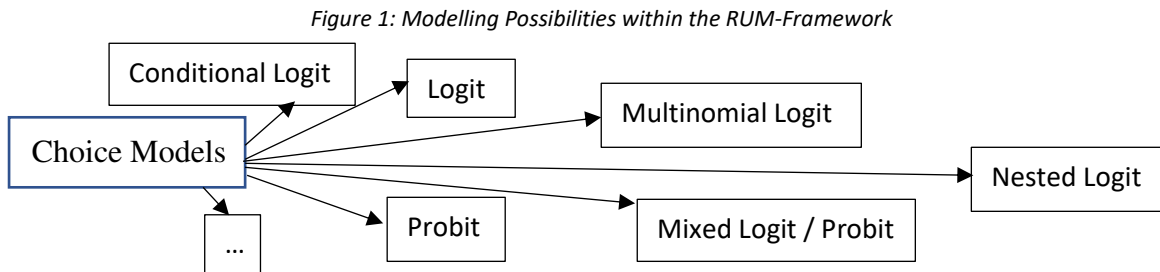 Figure 1: Modelling Possibilities within the RUM-Framework
Conditional Logit
Logit
Multinomial Logit
Choice Models
Nested Logit
Probit
Mixed Logit / Probit
...